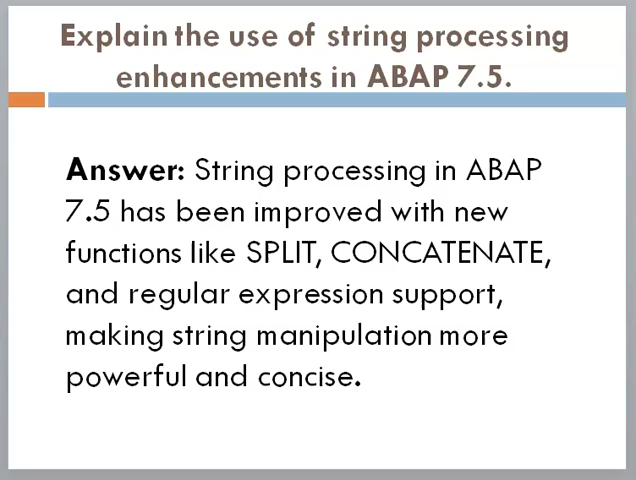 Explain the use of string processing
enhancements in ABAP 7.5.
Answer: String processing in ABAP
7.5 has been improved with new
functions like SPLIT, CONCATENATE,
and regular expression support,
making string manipulation more
powerful and concise.